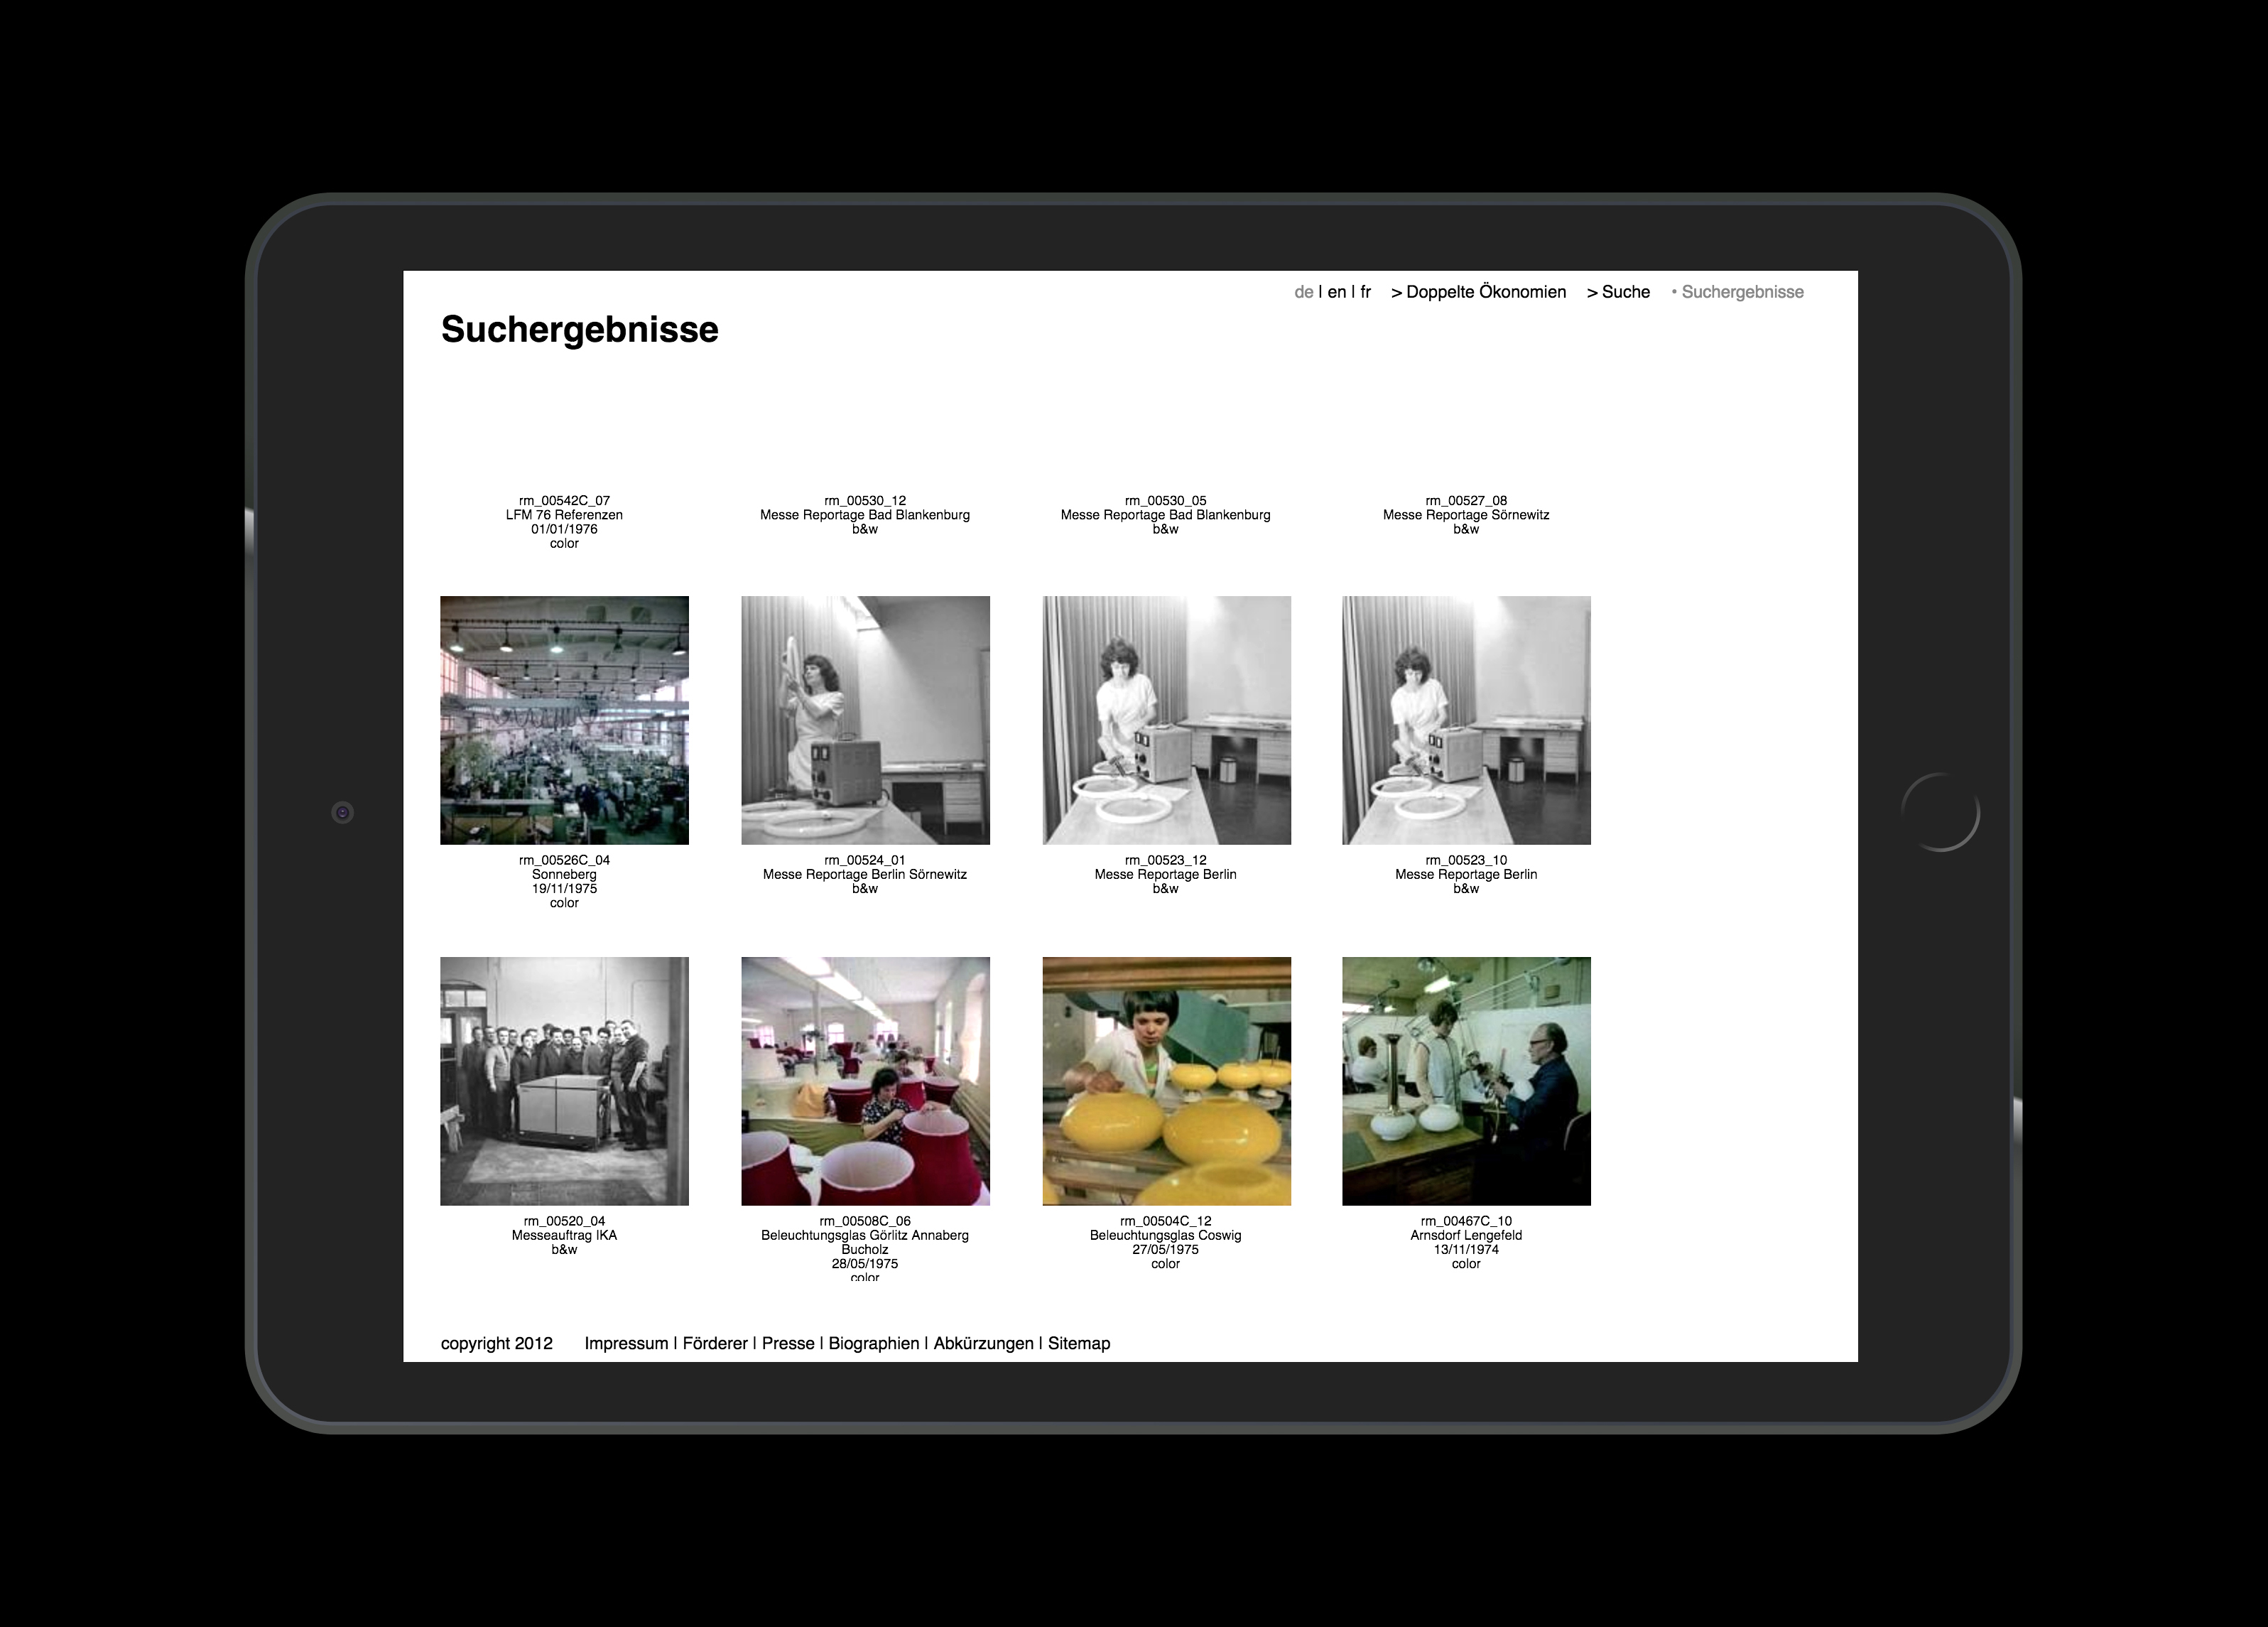 de | en | fr > Doppelte Ökonomien > Suche • Suchergebnisse
Suchergebnisse
rm_00542C_07
LFM 76 Referenzen
01/01/1976
color
rm_00530_12
Messe Reportage Bad Blankenburg
b&w
rm_00530_05
Messe Reportage Bad Blankenburg
b&w
rm_00527_08
Messe Reportage Sörnewitz
b&w
rm_00526C_04
Sonneberg
19/11/1975
color
rm_00524_01
Messe Reportage Berlin Sörnewitz
b&w
rm_00523_12
Messe Reportage Berlin
b&w
rm_00523_10
Messe Reportage Berlin
b&w
rm_00520_04
Messeauftrag IKA
b&w
rm_00508C_06
Beleuchtungsglas Görlitz Annaberg
Bucholz
28/05/1975
color
rm_00504C_12
Beleuchtungsglas Coswig
27/05/1975
color
rm_00467C_10
Arnsdorf Lengefeld
13/11/1974
color
copyright 2012 Impressum | Förderer | Presse | Biographien | Abkürzungen | Sitemap